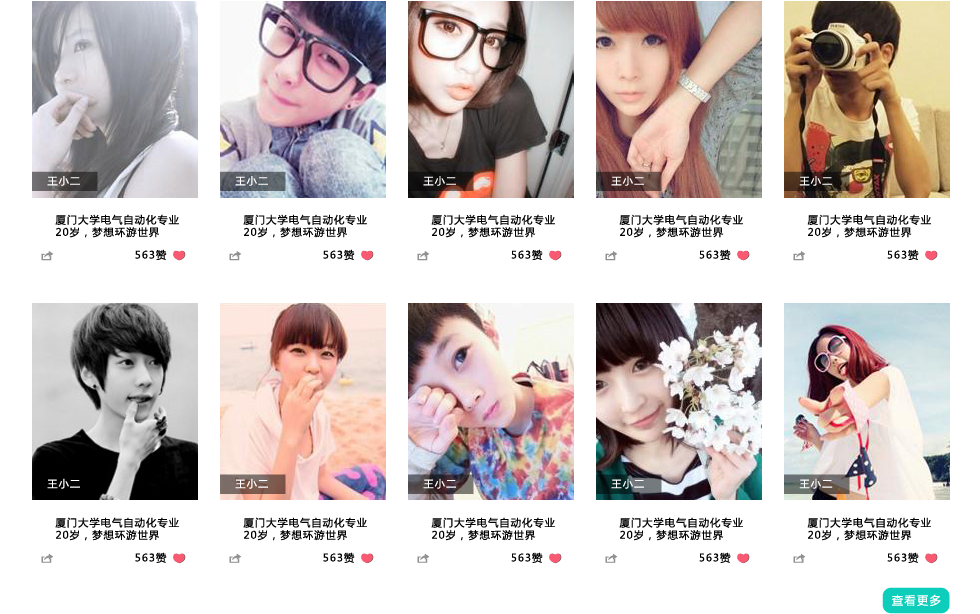 王小二 王小二 王小二 王小二 王小二
厦门大学电气自动化专业 厦门大学电气自动化专业 厦门大学电气自动化专业 厦门大学电气自动化专业 厦门大学电气自动化专业
20岁，梦想环游世界 20岁，梦想环游世界 20岁，梦想环游世界 20岁，梦想环游世界 20岁，梦想环游世界
563赞 563赞 563赞 563赞 563赞
王小二 王小二 王小二 王小二 王小二
厦门大学电气自动化专业 厦门大学电气自动化专业 厦门大学电气自动化专业 厦门大学电气自动化专业 厦门大学电气自动化专业
20岁，梦想环游世界 20岁，梦想环游世界 20岁，梦想环游世界 20岁，梦想环游世界 20岁，梦想环游世界
563赞 563赞 563赞 563赞 563赞
查看更多